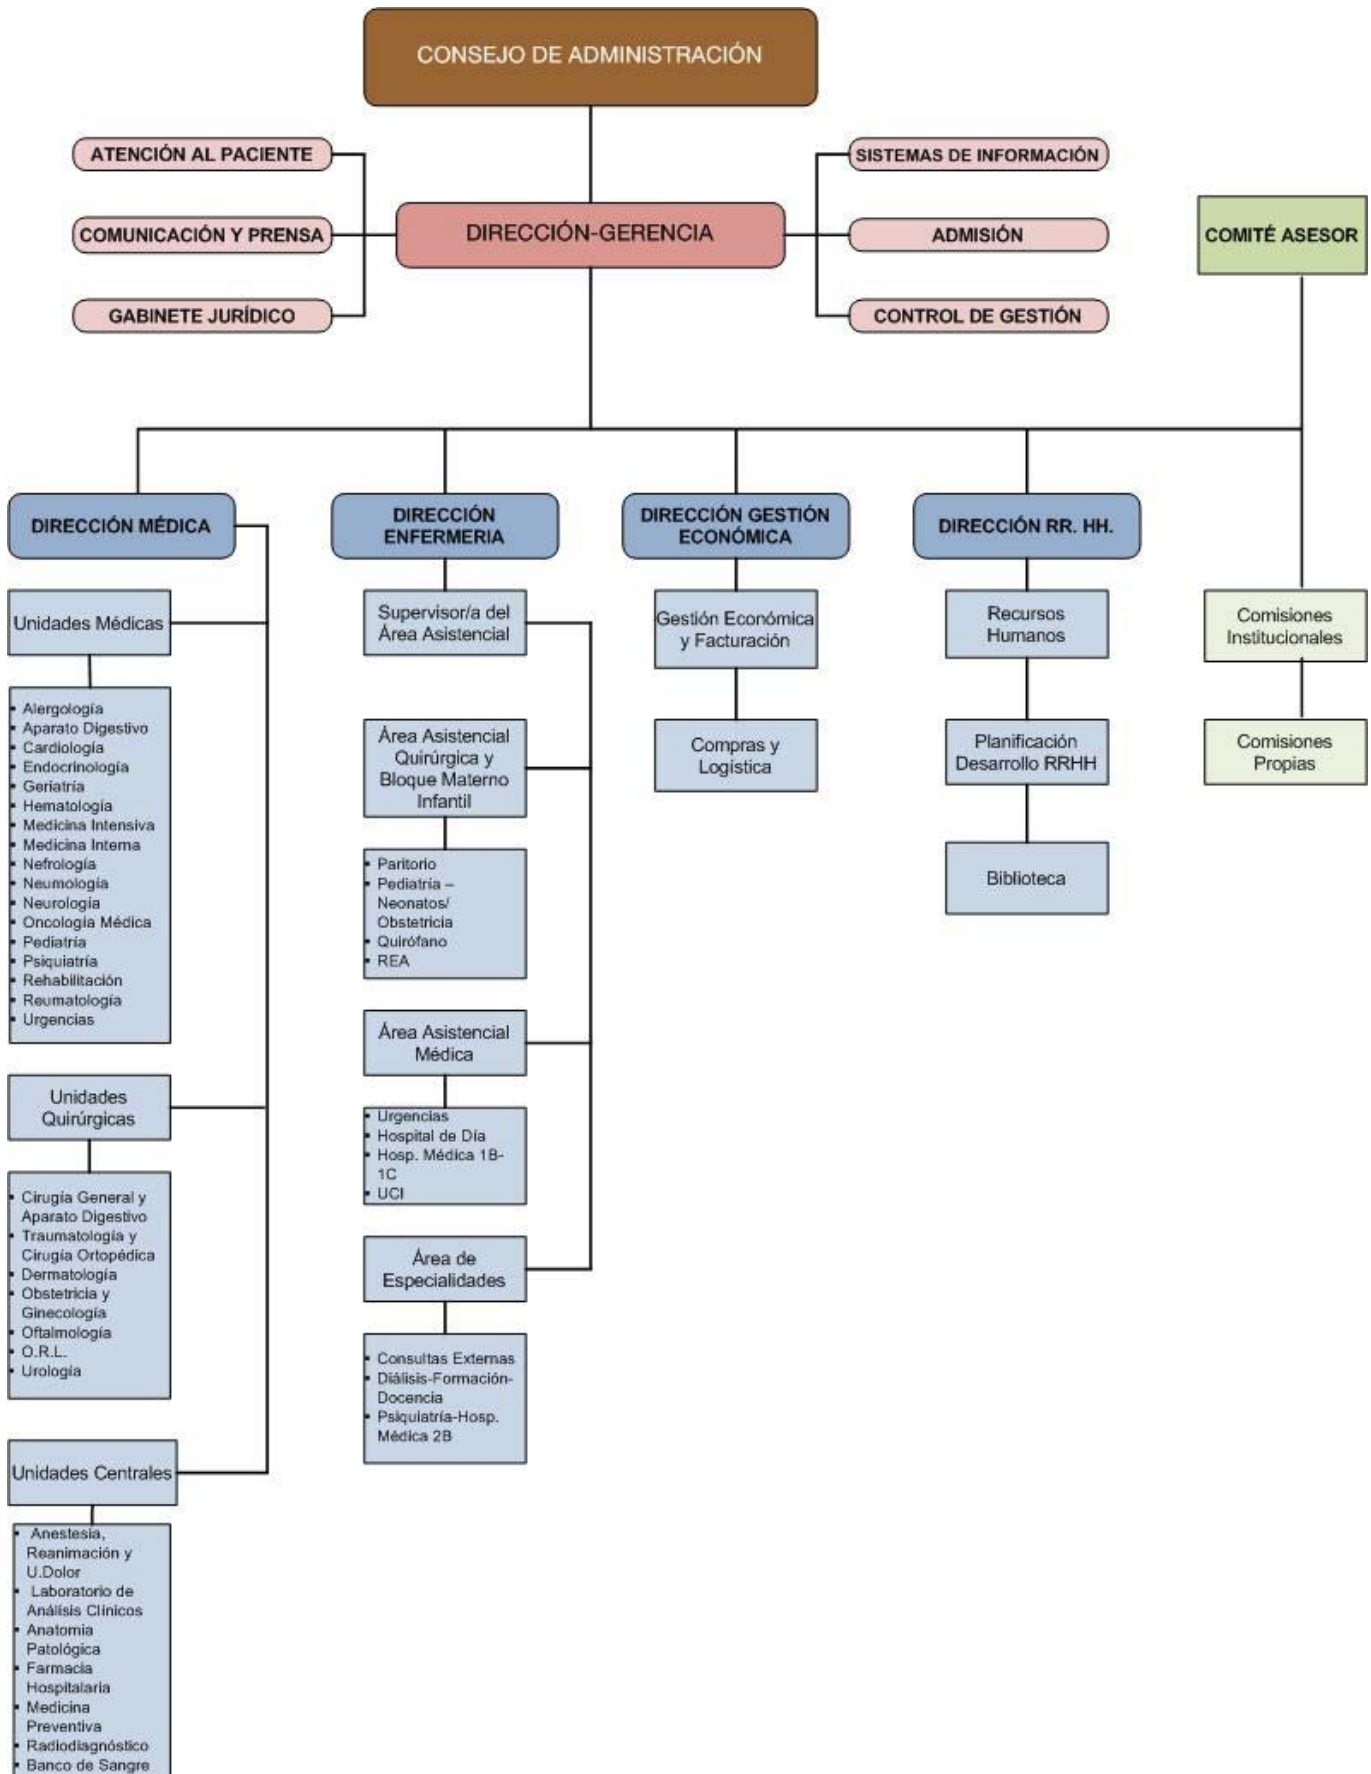 CONSEJO DE ADMINISTRACIÓN
ATENCIÓN AL PACIENTE
SISTEMAS DE INFORMACIÓN
COMUNICACIÓN Y PRENSA
DIRECCIÓN-GERENCIA
ADMISIÓN
COMITÉ ASESOR
GABINETE JURÍDICO
CONTROL DE GESTIÓN
DIRECCIÓN MÉDICA
Unidades Médicas
▪ Alergología
▪ Aparato Digestivo
▪ Cardiología
▪ Endocrinología
▪ Geriatría
▪ Hematología
▪ Medicina Intensiva
▪ Medicina Interna
▪ Nefrología
▪ Neumología
▪ Neurología
▪ Oncología Médica
▪ Pediatría
▪ Psiquiatría
▪ Rehabilitación
▪ Reumatología
▪ Urgencias
Unidades
Quirúrgicas
▪ Cirugía General y
Aparato Digestivo
▪ Traumatología y
Cirugía Ortopédica
▪ Dermatología
▪ Obstetricia y
Ginecología
▪ Oftalmología
▪ O.R.L.
▪ Urología
Unidades Centrales
▪ Anestesia,
Reanimación y
U.Dolor
▪ Laboratorio de
Análisis Clínicos
▪ Anatomia
Patológica
▪ Farmacia
Hospitalaria
▪ Medicina
Preventiva
▪ Radiodiagnóstico
▪ Banco de Sangre
DIRECCIÓN
ENFERMERIA
Supervisor/a del
Área Asistencial
Área Asistencial
Quirúrgica y
Bloque Materno
Infantil
▪ Paritorio
▪ Pediatría –
Neonatos/
Obstetricia
▪ Quirófano
▪ REA
Área Asistencial
Médica
▪ Urgencias
▪ Hospital de Día
▪ Hosp. Médica 1B-
1C
▪ UCI
Área de
Especialidades
▪ Consultas Externas
▪ Diálisis-Formación-
Docencia
▪ Psiquiatría-Hosp.
Médica 2B
DIRECCIÓN GESTIÓN
ECONÓMICA
Gestión Económica
y Facturación
Compras y
Logística
DIRECCIÓN RR. HH.
Recursos
Humanos
Planificación
Desarrollo RRHH
Biblioteca
Comisiones
Institucionales
Comisiones
Propias